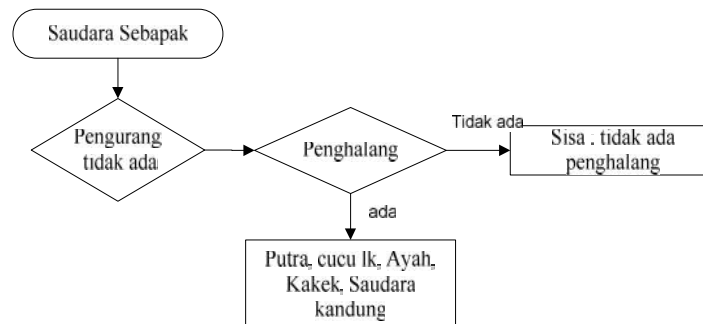 Saudara Sebapak
Pengurang
tidak ada
Penghalang
Tidak ada
Sisa : tidak ada
penghalang
ada
Putra, cucu lk, Ayah,
Kakek, Saudara
kandung